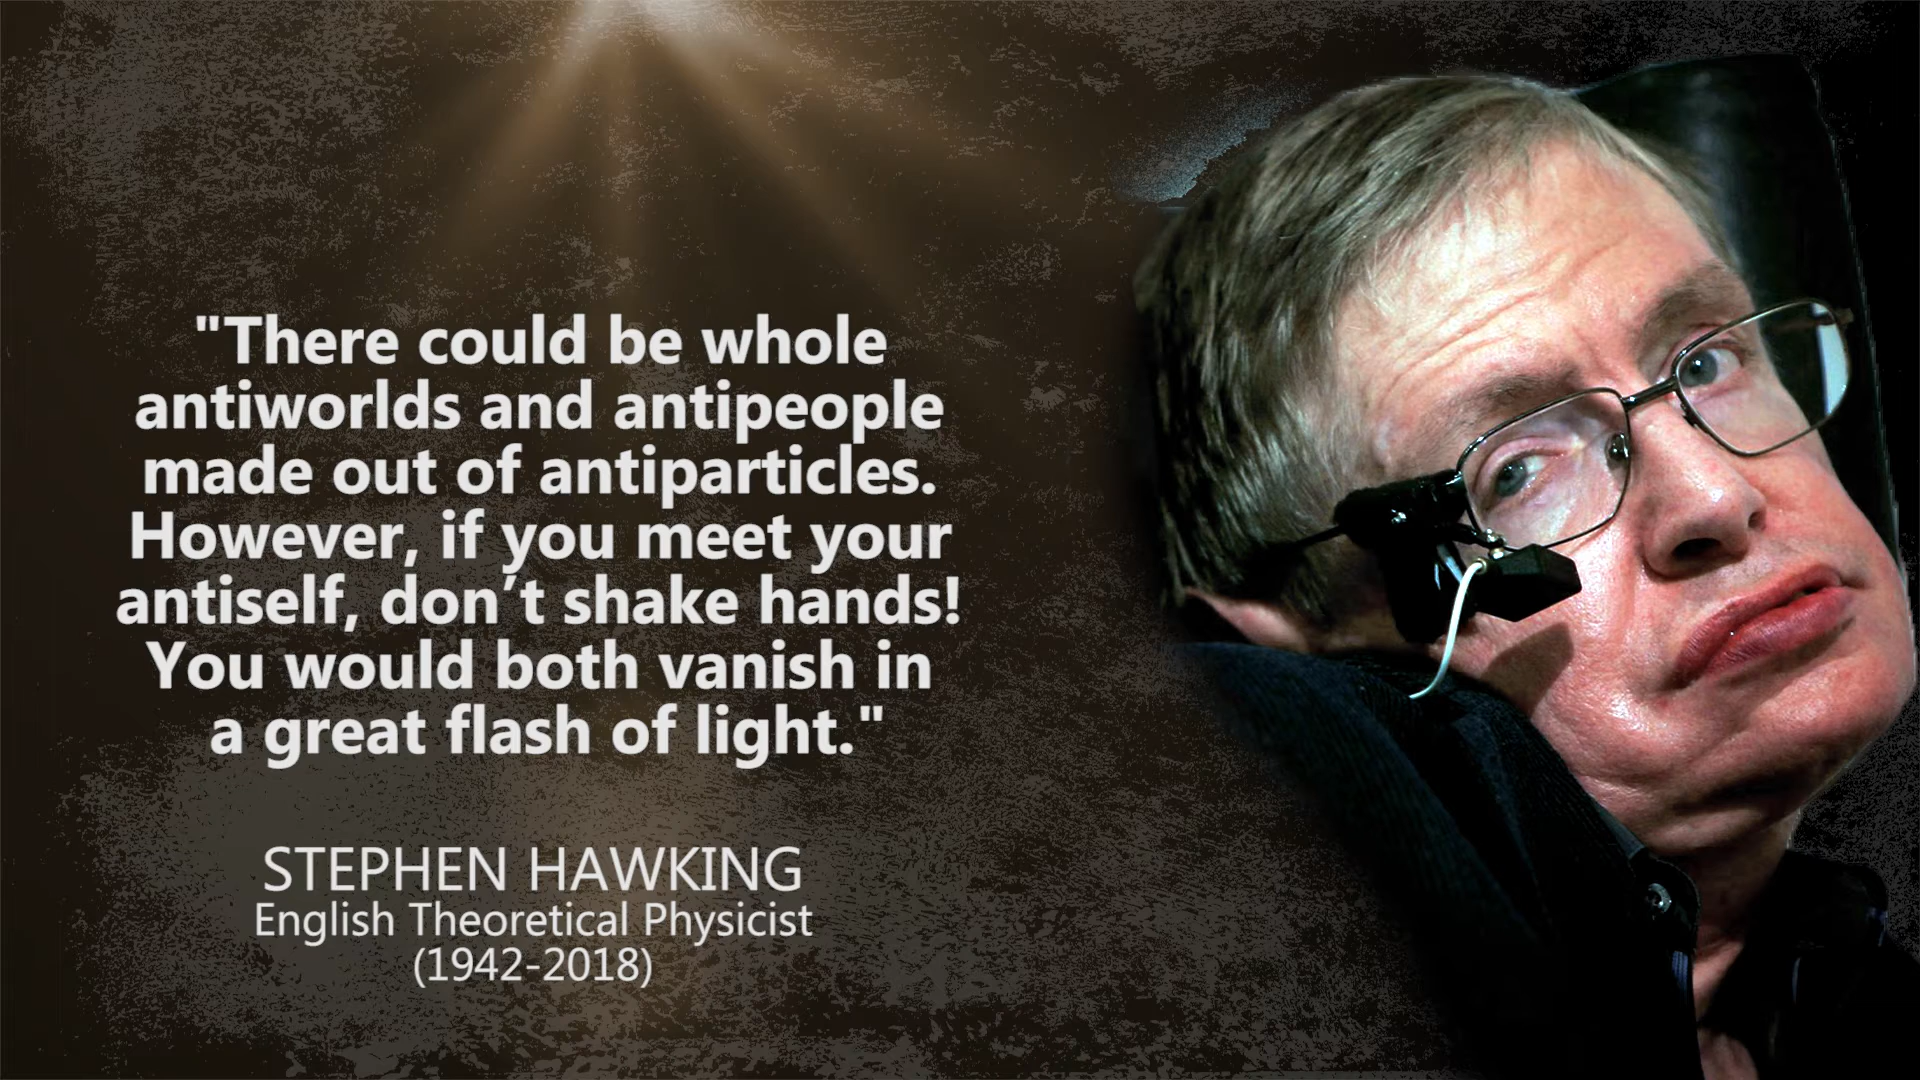 "There could be whole
antiworlds and antipeople
made out of antiparticles.
However, if you meet your
antiself, don’t shake hands!
You would both vanish in
a great flash of light."
STEPHEN HAWKING
English Theoretical Physicist
(1942-2018)